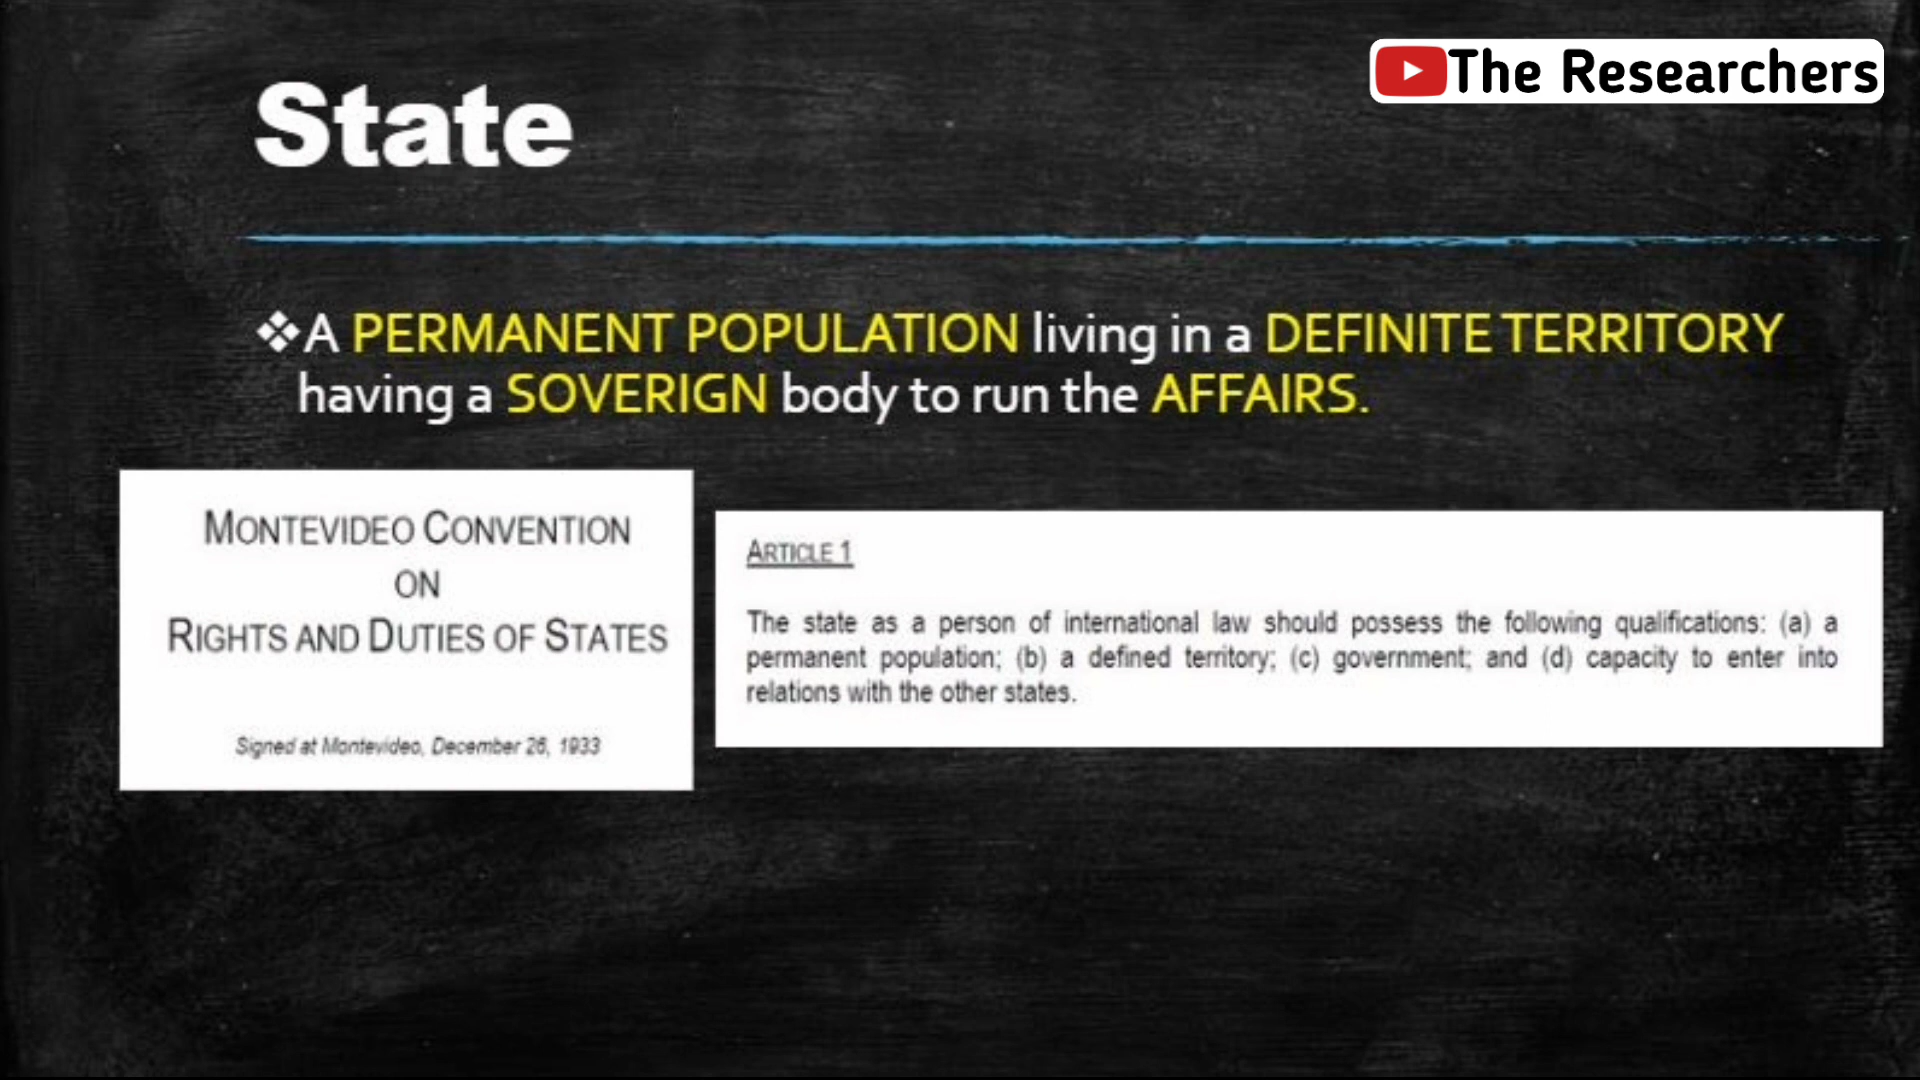 The Researchers
State
❖A PERMANENT POPULATION living in a DEFINITE TERRITORY
having a SOVERIGN body to run the AFFAIRS.
MONTEVIDEO CONVENTION
ON
RIGHTS AND DUTIES OF STATES
Signed at Montevideo, December 26, 1933
ARTICLE 1
The state as a person of international law should possess the following qualifications: (a) a
permanent population; (b) a defined territory; (c) government; and (d) capacity to enter into
relations with the other states.